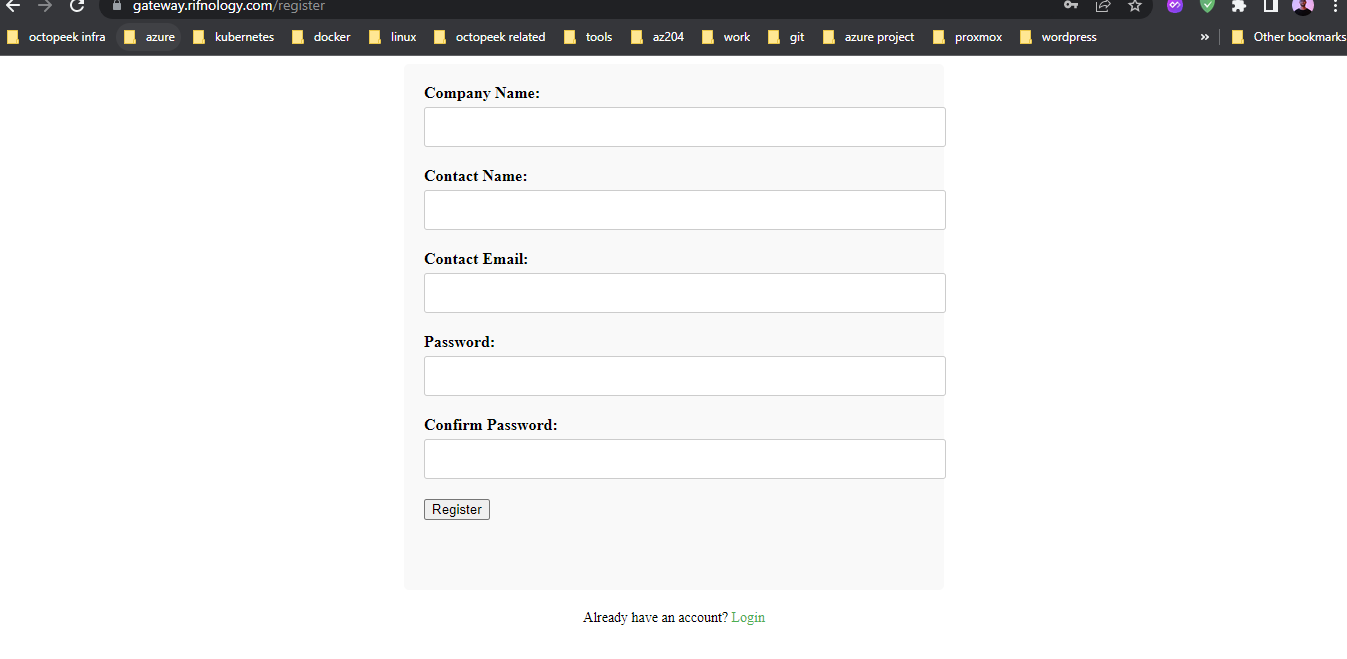 gateway.rifnology.com/register
octopeek infra azure kubernetes docker linux octopeek related tools az204 work git azure project proxmox wordpress » Other bookmarks
Company Name:
Contact Name:
Contact Email:
Password:
Confirm Password:
Register
Already have an account? Login